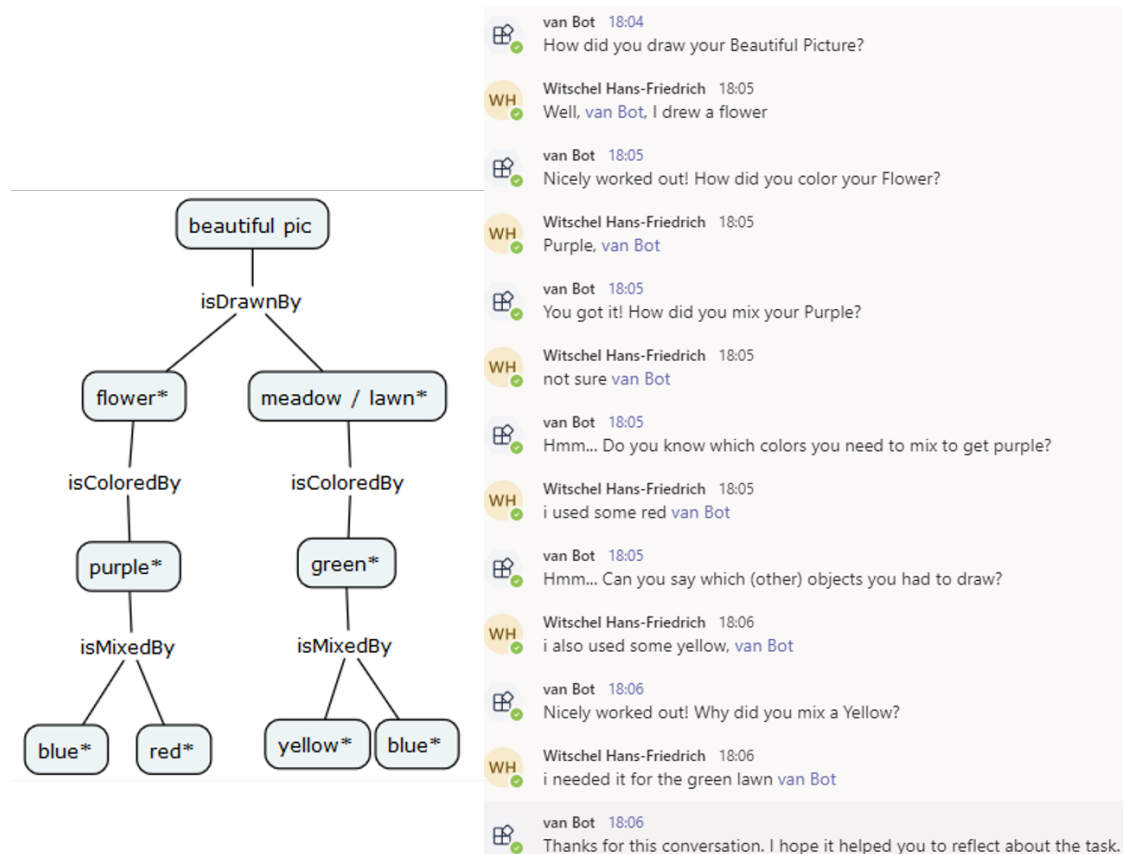 beautiful pic
isDrawnBy
flower*
meadow / lawn*
isColoredBy
isColoredBy
purple*
green*
isMixedBy
isMixedBy
blue*
red*
yellow*
blue*
van Bot 18:04
How did you draw your Beautiful Picture?
WH
Witschel Hans-Friedrich 18:05
Well, van Bot, I drew a flower
van Bot 18:05
Nicely worked out! How did you color your Flower?
WH
Witschel Hans-Friedrich 18:05
Purple, van Bot
van Bot 18:05
You got it! How did you mix your Purple?
WH
Witschel Hans-Friedrich 18:05
not sure van Bot
van Bot 18:05
Hmm... Do you know which colors you need to mix to get purple?
WH
Witschel Hans-Friedrich 18:05
i used some red van Bot
van Bot 18:05
Hmm... Can you say which (other) objects you had to draw?
WH
Witschel Hans-Friedrich 18:06
i also used some yellow, van Bot
van Bot 18:06
Nicely worked out! Why did you mix a Yellow?
WH
Witschel Hans-Friedrich 18:06
i needed it for the green lawn van Bot
van Bot 18:06
Thanks for this conversation. I hope it helped you to reflect about the task.